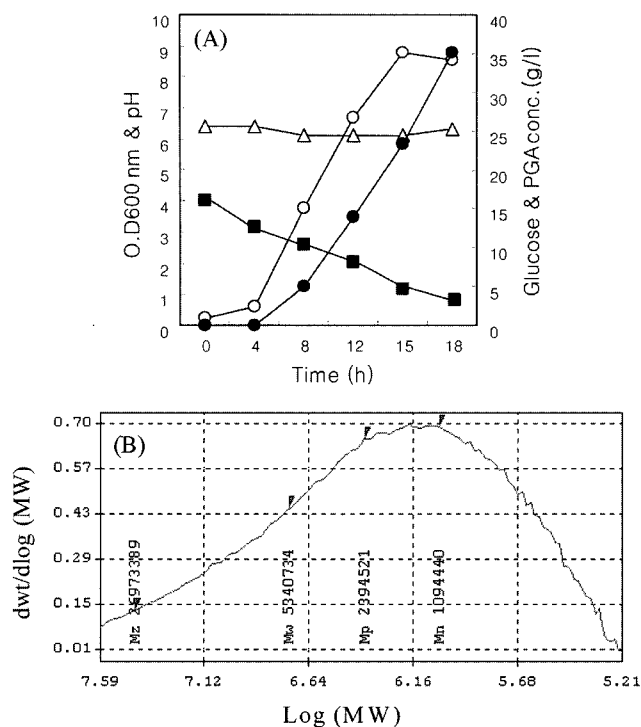 (A)
O.D600 nm & pH
10
9
8
7
6
5
4
3
2
1
0
40
35
30
25
20
15
10
5
0
Glucose & PGA conc.(g/l)
0 4 8 12 15 18
Time (h)
(B)
dwt/dlog (MW)
0.70
0.57
0.43
0.29
0.15
0.01
Mz
Mw 5340734
Mp 2394521
Mn 1094440
7.59 7.12 6.64 6.16 5.68 5.21
Log (MW)